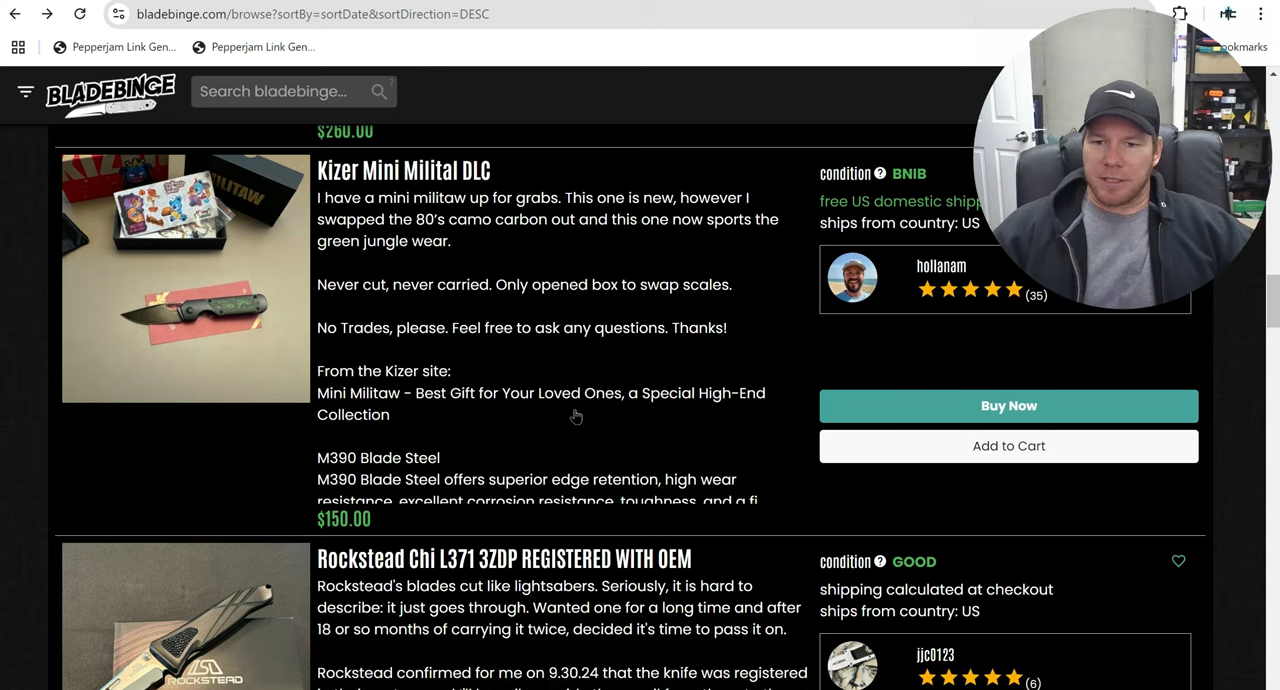 bladebinge.com/browse?sortBy=sortDate&sortDirection=DESC
Pepperjam Link Gen...
Pepperjam Link Gen...
ookmarks
BLADEBINGE
Search bladebinge...
$260.00
Kizer Mini Milital DLC
I have a mini militaw up for grabs. This one is new, however I
swapped the 80’s camo carbon out and this one now sports the
green jungle wear.
Never cut, never carried. Only opened box to swap scales.
No Trades, please. Feel free to ask any questions. Thanks!
From the Kizer site:
Mini Militaw - Best Gift for Your Loved Ones, a Special High-End
Collection
M390 Blade Steel
M390 Blade Steel offers superior edge retention, high wear
resistance, excellent corrosion resistance, toughness, and a fi
$150.00
condition ? BNIB
free US domestic shipp
ships from country: US
hollanam
(35)
Buy Now
Add to Cart
MILITAW
Rockstead Chi L371 3ZDP REGISTERED WITH OEM
Rockstead's blades cut like lightsabers. Seriously, it is hard to
describe: it just goes through. Wanted one for a long time and after
18 or so months of carrying it twice, decided it's time to pass it on.
Rockstead confirmed for me on 9.30.24 that the knife was registered
condition ? GOOD
shipping calculated at checkout
ships from country: US
jjc0123
(6)
ROCKSTEAD